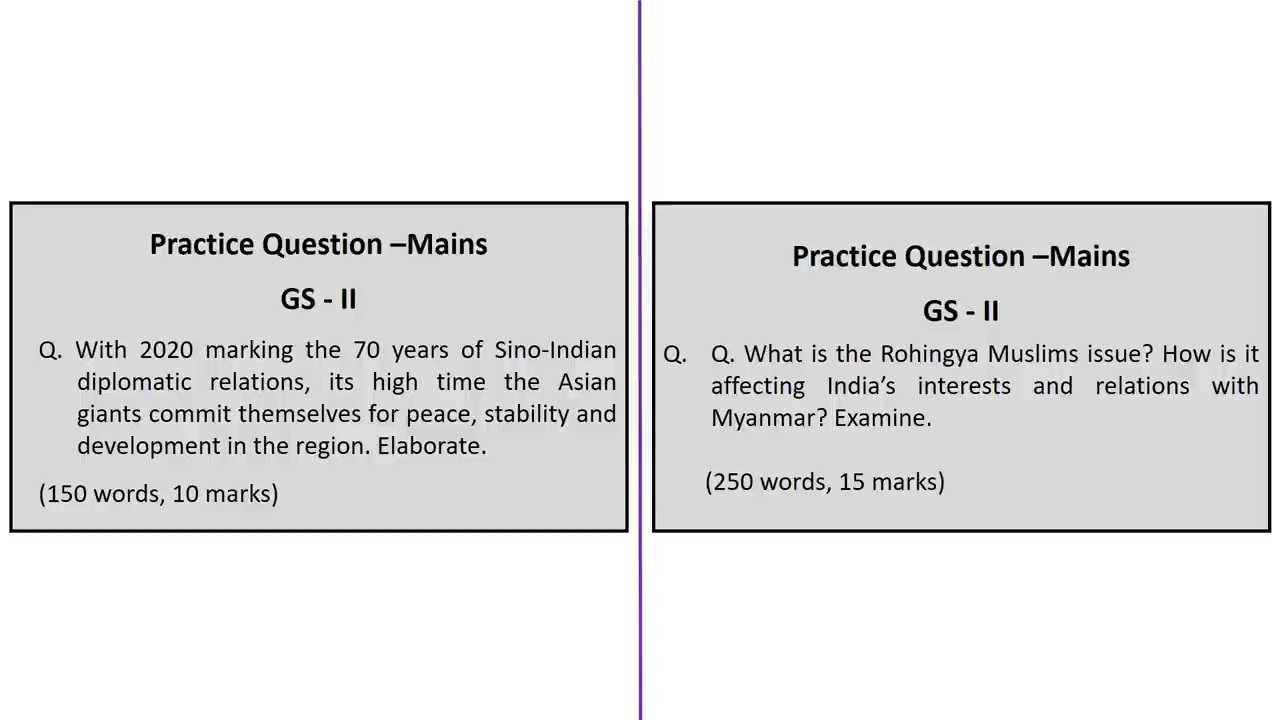 Practice Question –Mains
GS - II
Q. With 2020 marking the 70 years of Sino-Indian
diplomatic relations, its high time the Asian
giants commit themselves for peace, stability and
development in the region. Elaborate.
(150 words, 10 marks)
Practice Question –Mains
GS - II
Q. Q. What is the Rohingya Muslims issue? How is it
affecting India’s interests and relations with
Myanmar? Examine.
(250 words, 15 marks)